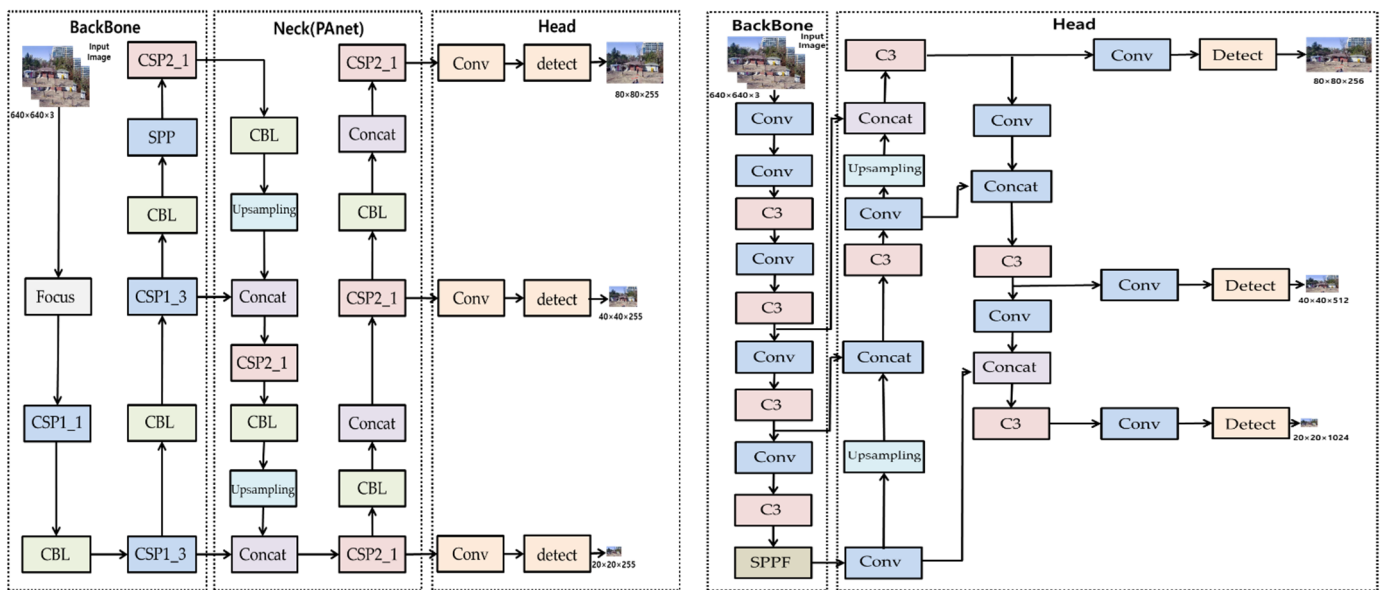 BackBone
Input
Image
640×640×3
Focus
CSP1_1
CBL
CSP2_1
SPP
CBL
CSP1_3
CBL
CSP1_3
Neck(PAnet)
CBL
Upsampling
Concat
CSP2_1
CBL
Upsampling
Concat
CSP2_1
Concat
CBL
CSP2_1
Concat
CBL
CSP2_1
Head
Conv
detect
80×80×255
Conv
detect
40×40×255
Conv
detect
20×20×255
BackBone
Input
Image
640×640×3
Conv
Conv
C3
Conv
C3
Conv
C3
Conv
C3
SPPF
Head
C3
Concat
Upsampling
Conv
C3
Concat
Upsampling
Conv
Conv
Concat
C3
Conv
Concat
C3
Conv
Detect
80×80×256
Conv
Detect
40×40×512
Conv
Detect
20×20×1024